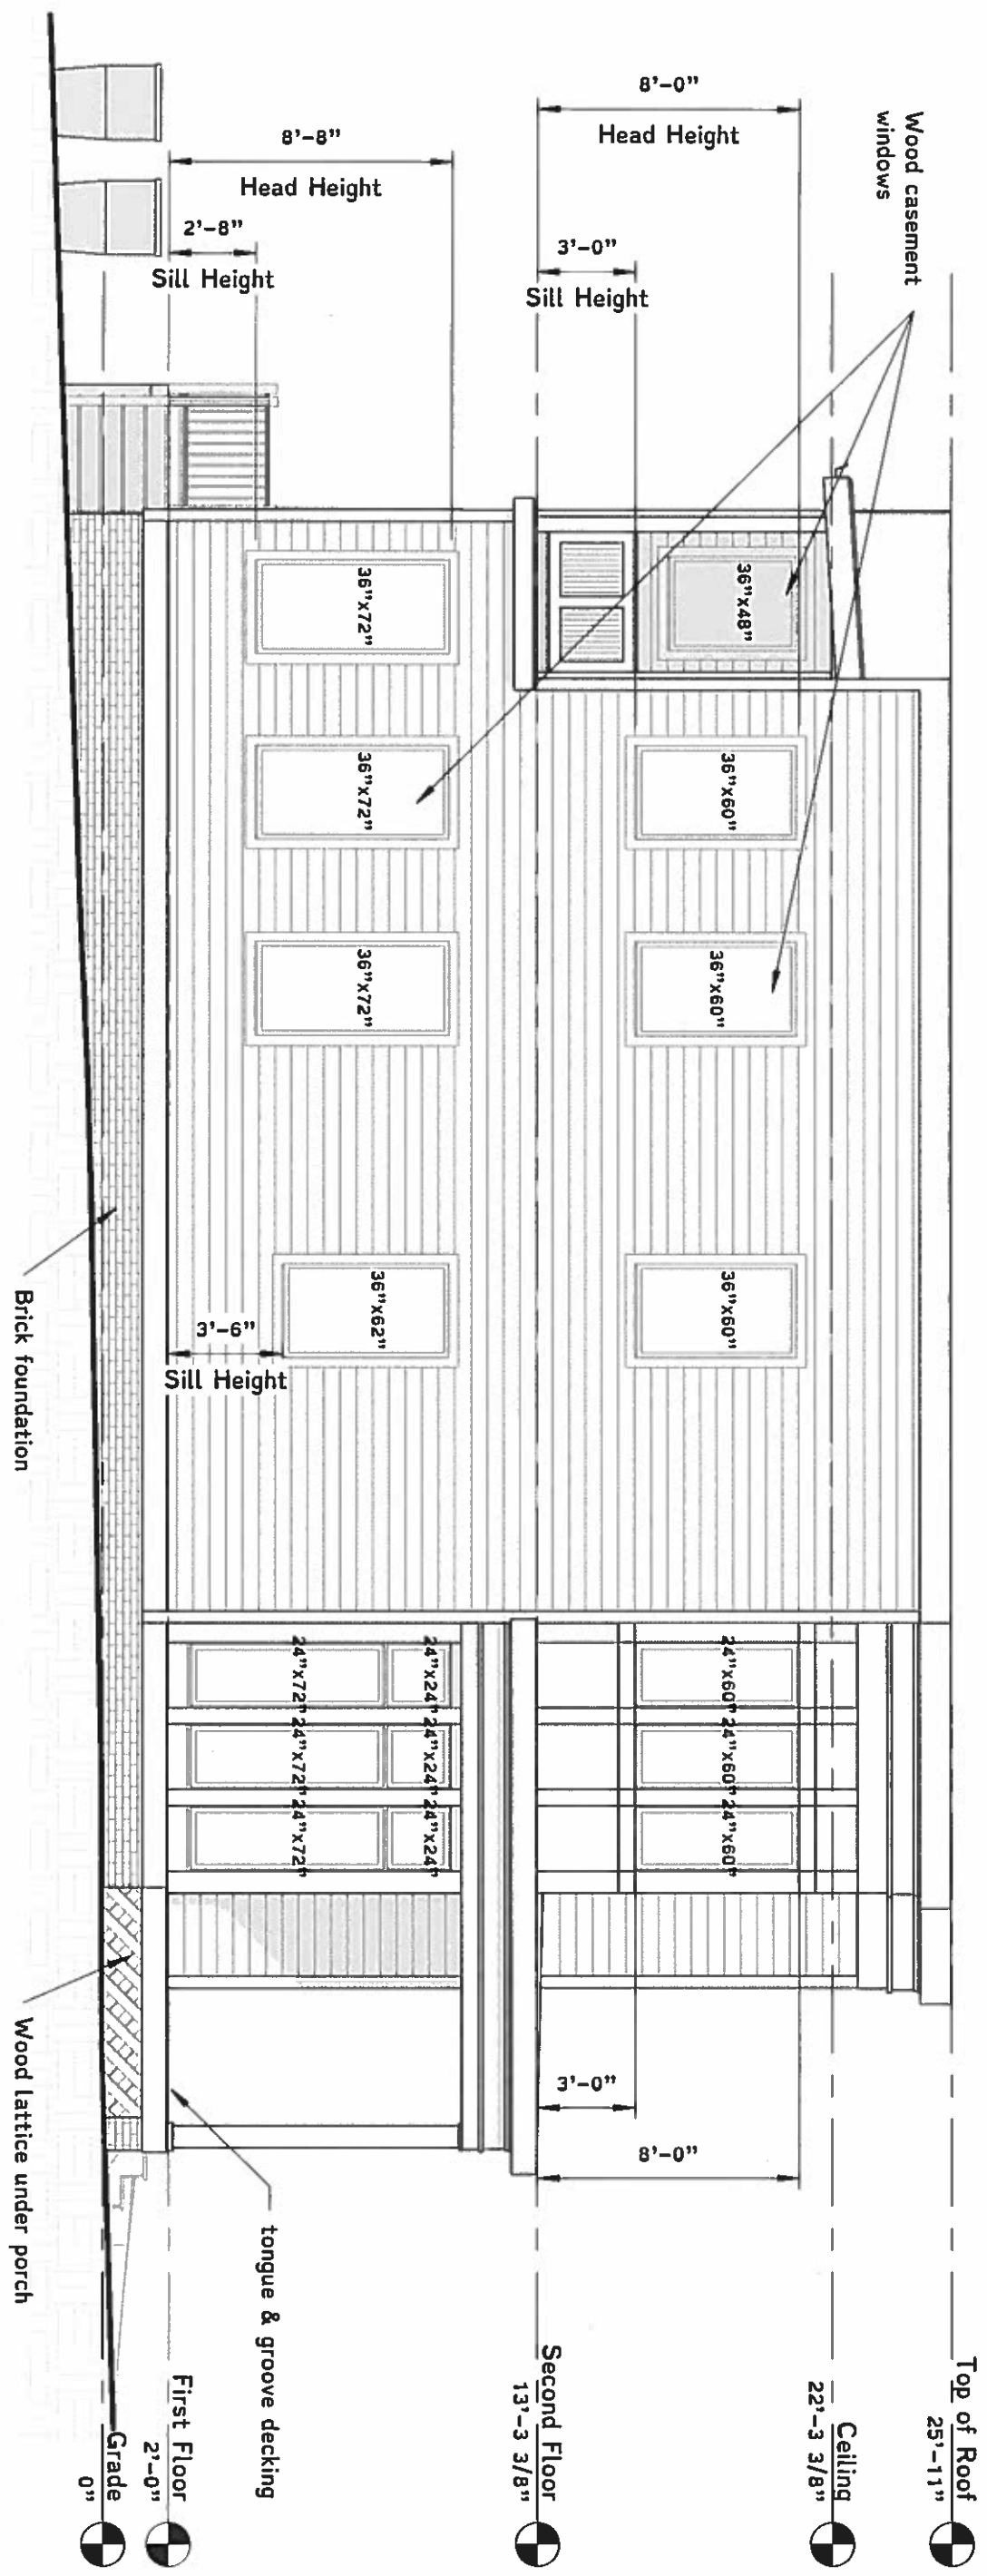 Wood casement
windows
8'-0"
Head Height
3'-0"
Sill Height
8'-8"
Head Height
2'-8"
Sill Height
36"x48"
36"x60"
36"x60"
36"x60"
24"x60"
24"x60"
24"x60"
36"x72"
36"x72"
36"x72"
36"x62"
3'-6"
Sill Height
24"x24"
24"x24"
24"x24"
24"x72"
24"x72"
24"x72"
3'-0"
8'-0"
Brick foundation
Wood lattice under porch
tongue & groove decking
Top of Roof
25'-11"
Ceiling
22'-3 3/8"
Second Floor
13'-3 3/8"
First Floor
2'-0"
Grade
0"